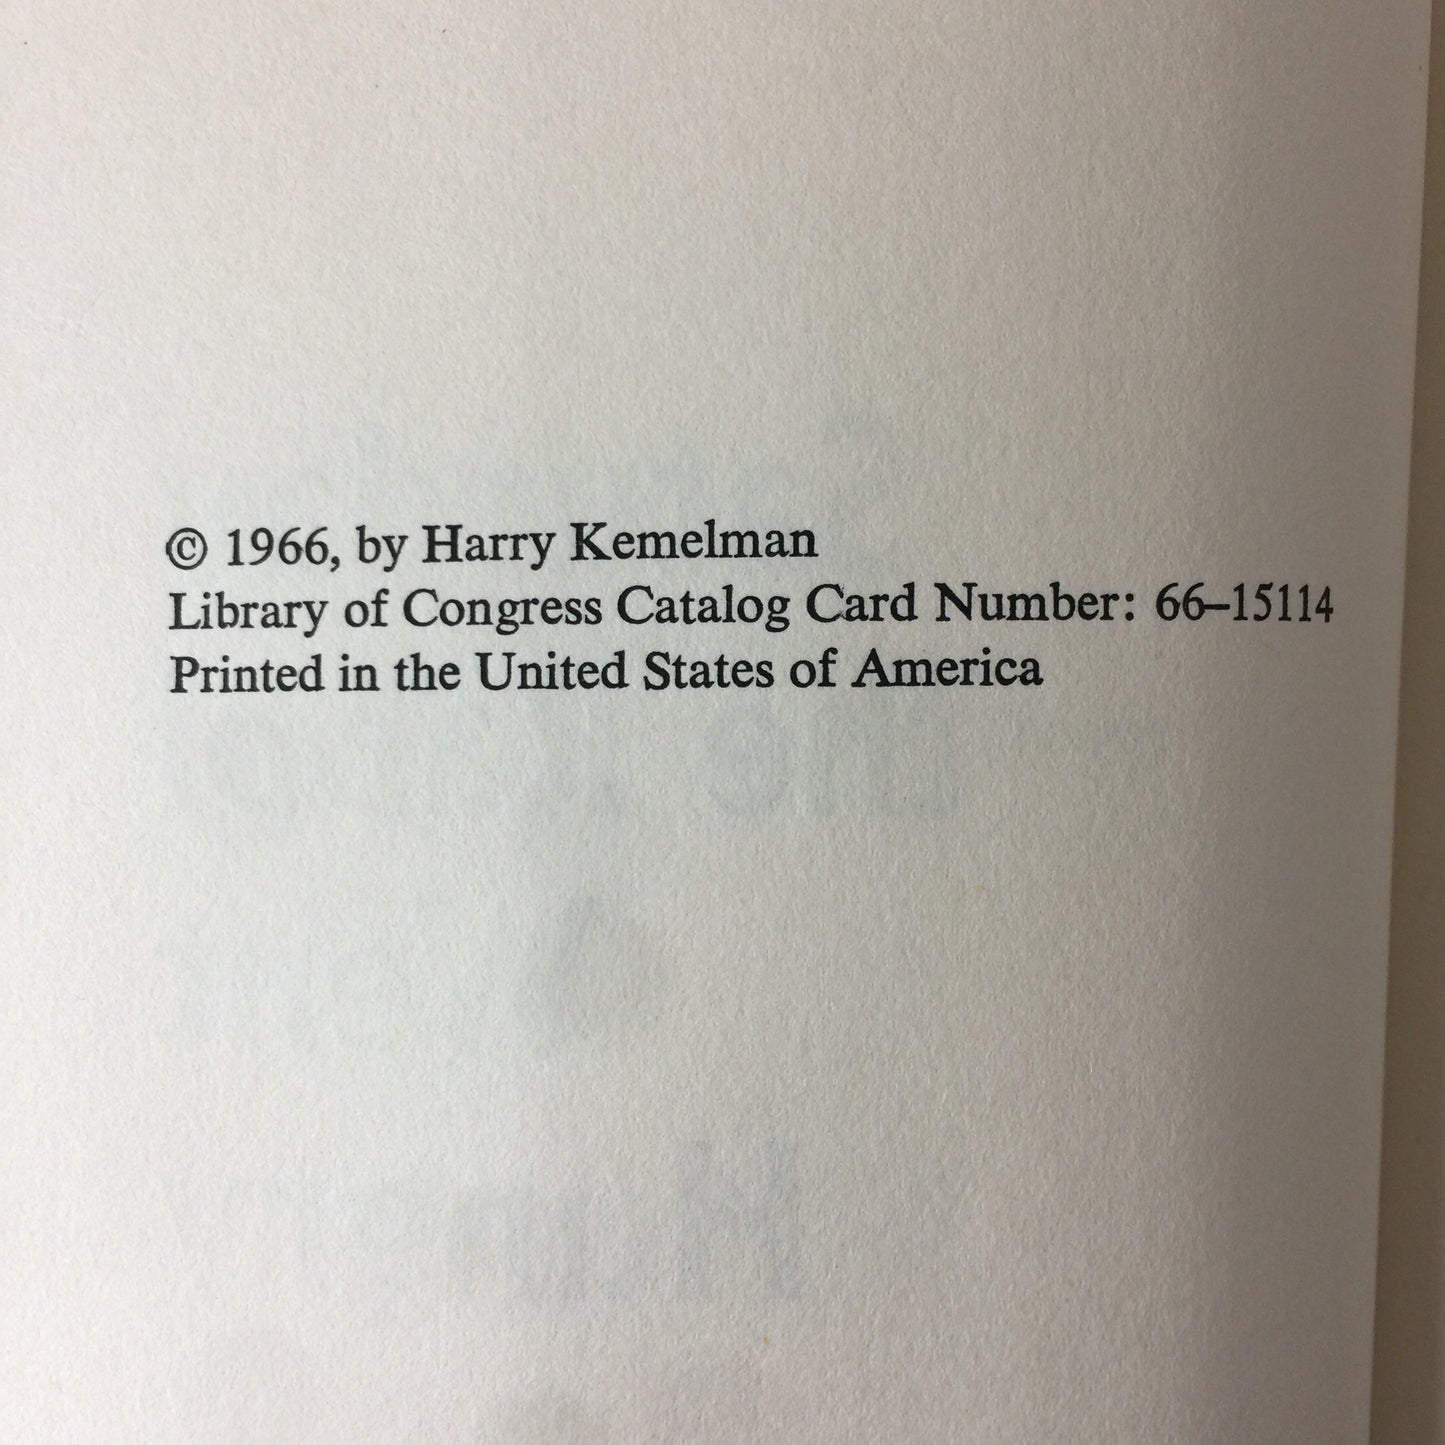 © 1966, by Harry Kemelman
Library of Congress Catalog Card Number: 66–15114
Printed in the United States of America